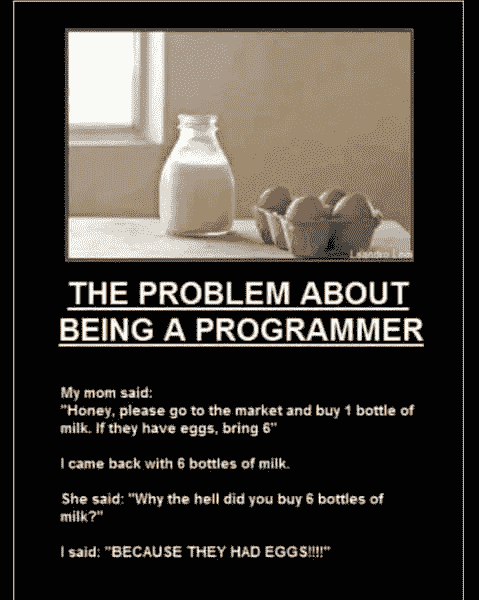 Leandro Leal
THE PROBLEM ABOUT
BEING A PROGRAMMER
My mom said:
"Honey, please go to the market and buy 1 bottle of
milk. If they have eggs, bring 6"
I came back with 6 bottles of milk.
She said: "Why the hell did you buy 6 bottles of
milk?"
I said: "BECAUSE THEY HAD EGGS!!!!"